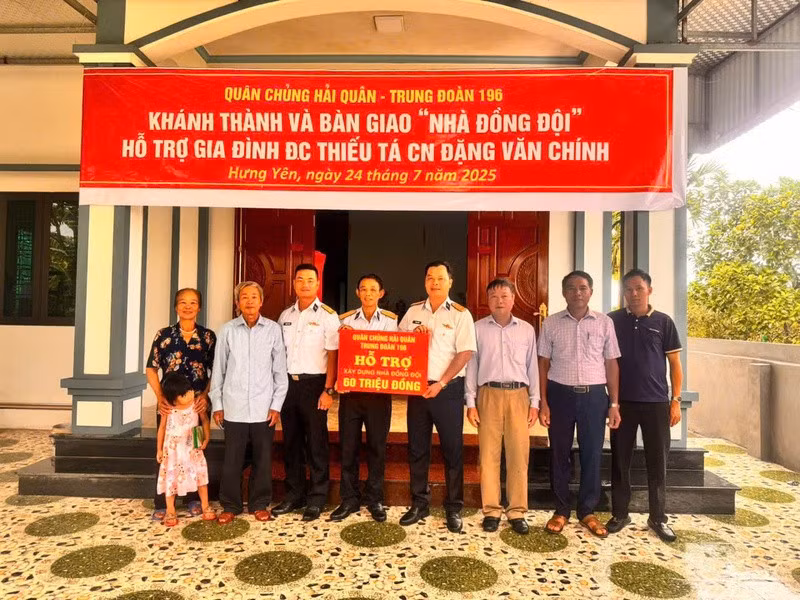 QUÂN CHỦNG HẢI QUÂN - TRUNG ĐOÀN 196
KHÁNH THÀNH VÀ BÀN GIAO “NHÀ ĐỒNG ĐỘI”
HỖ TRỢ GIA ĐÌNH ĐC THIẾU TÁ CN ĐẶNG VĂN CHÍNH
Hưng Yên, ngày 24 tháng 7 năm 2025
QUÂN CHỦNG HẢI QUÂN
TRUNG ĐOÀN 196
HỖ TRỢ
XÂY DỰNG NHÀ ĐỒNG ĐỘI
60 TRIỆU ĐỒNG